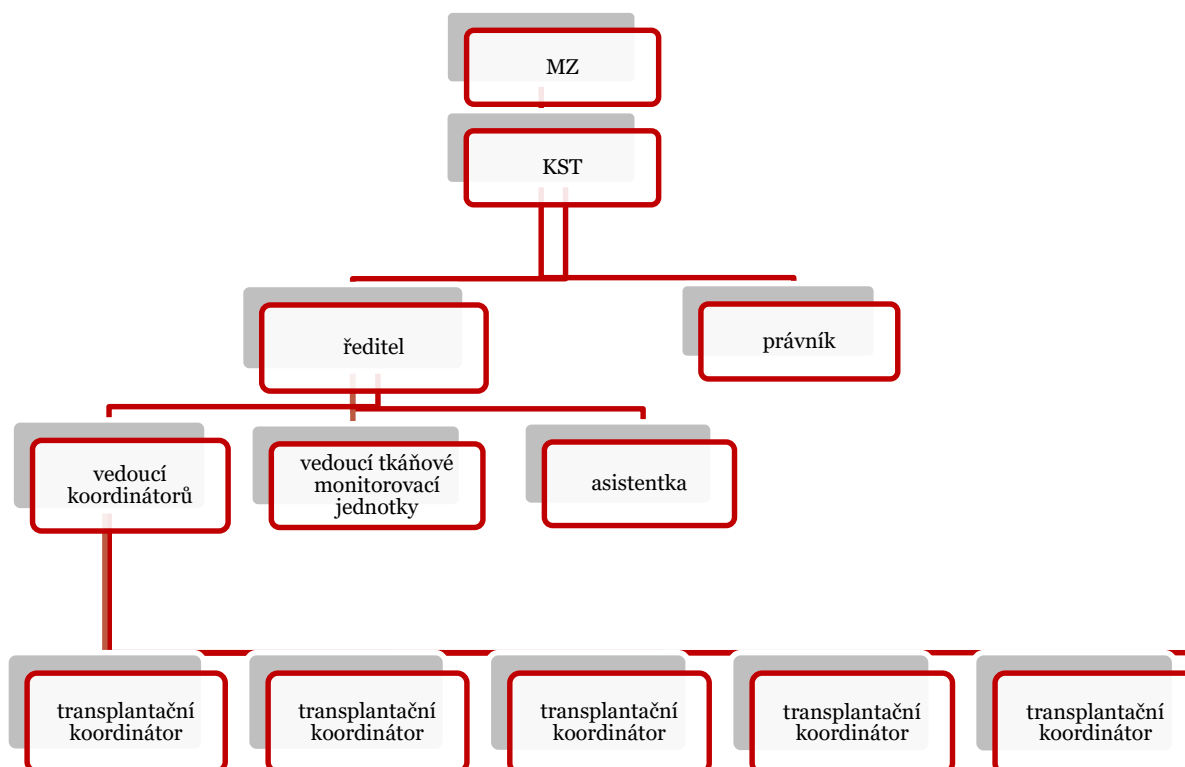 MZ
KST
ředitel
právník
vedoucí
koordinátorů
vedoucí tkáňové
monitorovací
jednotky
asistentka
transplantační
koordinátor
transplantační
koordinátor
transplantační
koordinátor
transplantační
koordinátor
transplantační
koordinátor